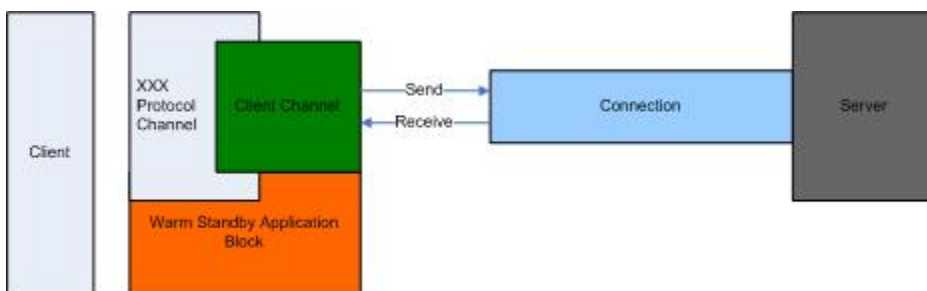 Client
XXX
Protocol
Channel
Client Channel
Send
Receive
Connection
Server
Warm Standby Application
Block